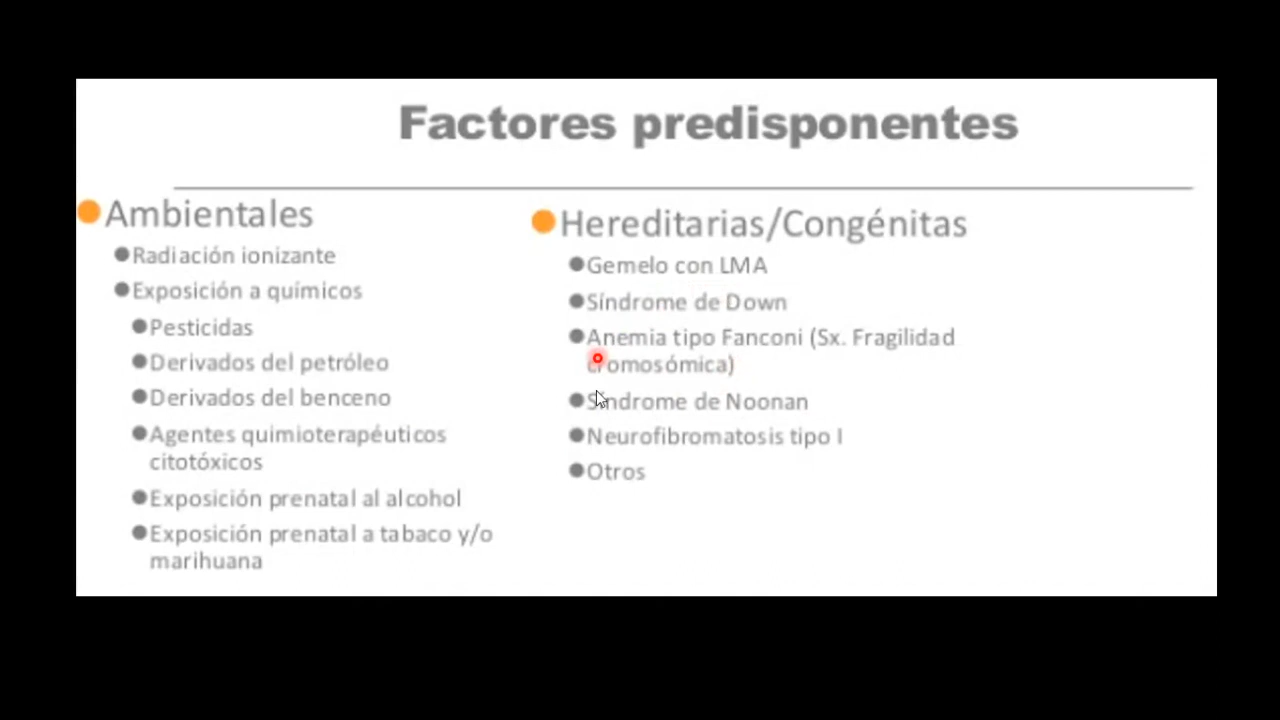 Factores predisponentes
Ambientales
Radiación ionizante
Exposición a químicos
Pesticidas
Derivados del petróleo
Derivados del benceno
Agentes quimioterapéuticos
citotóxicos
Exposición prenatal al alcohol
Exposición prenatal a tabaco y/o
marihuana
Hereditarias/Congénitas
Gemelo con LMA
Síndrome de Down
Anemia tipo Fanconi (Sx. Fragilidad
cromosómica)
Síndrome de Noonan
Neurofibromatosis tipo I
Otros